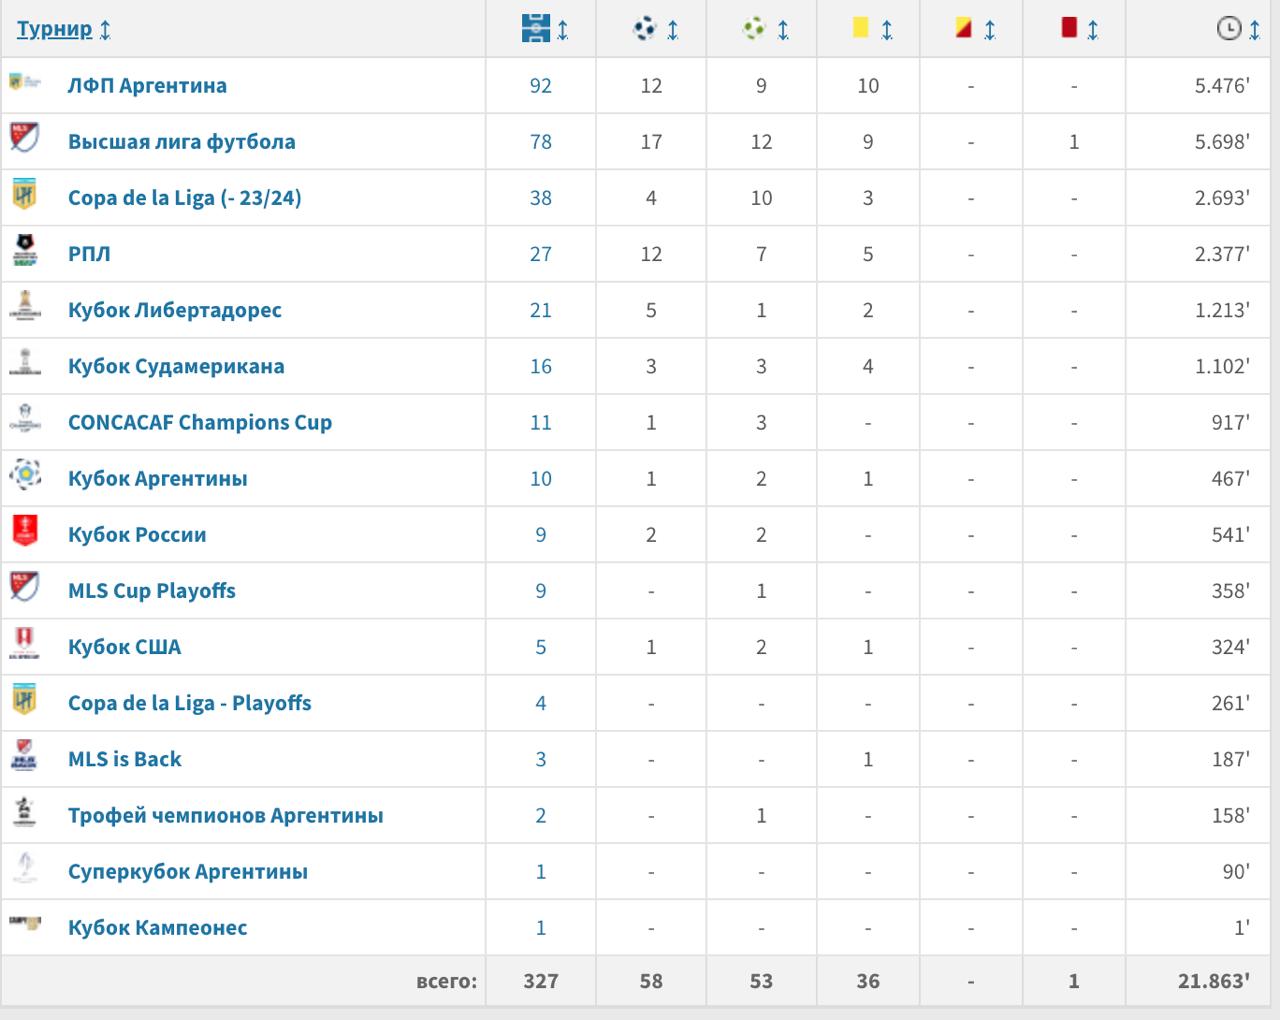 Турнир
ЛФП Аргентина 92 12 9 10 - - 5.476'
Высшая лига футбола 78 17 12 9 - 1 5.698'
Copa de la Liga (- 23/24) 38 4 10 3 - - 2.693'
РПЛ 27 12 7 5 - - 2.377'
Кубок Либертадорес 21 5 1 2 - - 1.213'
Кубок Судамерикана 16 3 3 4 - - 1.102'
CONCACAF Champions Cup 11 1 3 - - - 917'
Кубок Аргентины 10 1 2 1 - - 467'
Кубок России 9 2 2 - - - 541'
MLS Cup Playoffs 9 - 1 - - - 358'
Кубок США 5 1 2 1 - - 324'
Copa de la Liga - Playoffs 4 - - - - - 261'
MLS is Back 3 - - 1 - - 187'
Трофей чемпионов Аргентины 2 - 1 - - - 158'
Суперкубок Аргентины 1 - - - - - 90'
Кубок Кампеонес 1 - - - - - 1'
всего: 327 58 53 36 - 1 21.863'